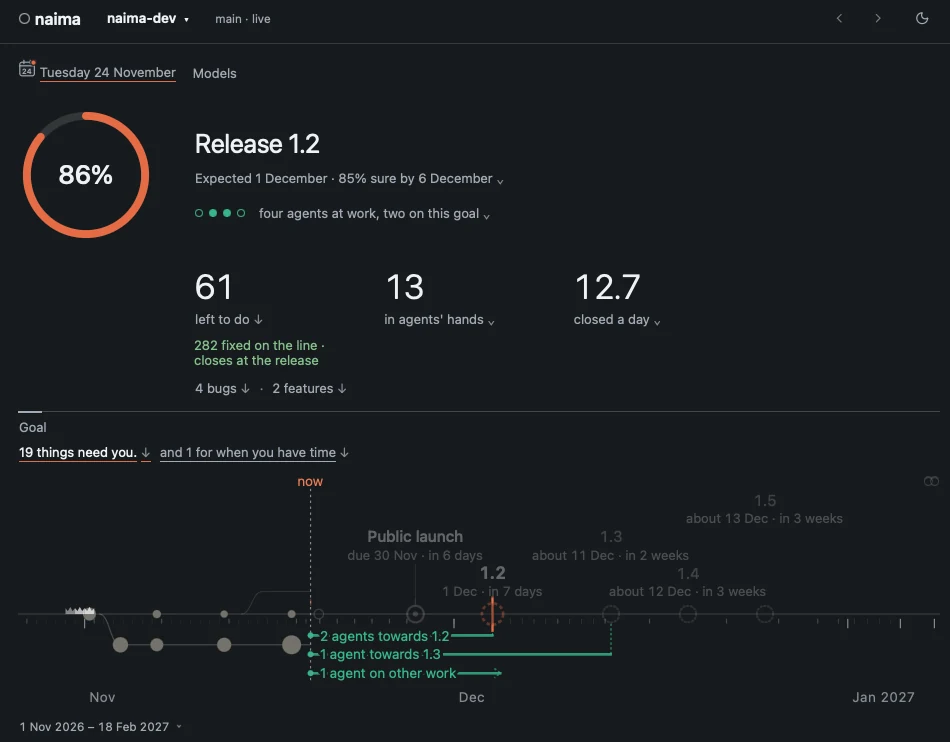 naima naima-dev main · live
24 Tuesday 24 November Models
86%
Release 1.2
Expected 1 December · 85% sure by 6 December
four agents at work, two on this goal
61 13 12.7
left to do ↓ in agents' hands closed a day
282 fixed on the line ·
closes at the release
4 bugs ↓ · 2 features ↓
Goal
19 things need you. ↓ and 1 for when you have time ↓
now
1.5
about 13 Dec · in 3 weeks
Public launch 1.3
due 30 Nov · in 6 days about 11 Dec · in 2 weeks
1.2 1.4
1 Dec · in 7 days about 12 Dec · in 3 weeks
2 agents towards 1.2
1 agent towards 1.3
1 agent on other work
Nov Dec Jan 2027
1 Nov 2026 – 18 Feb 2027